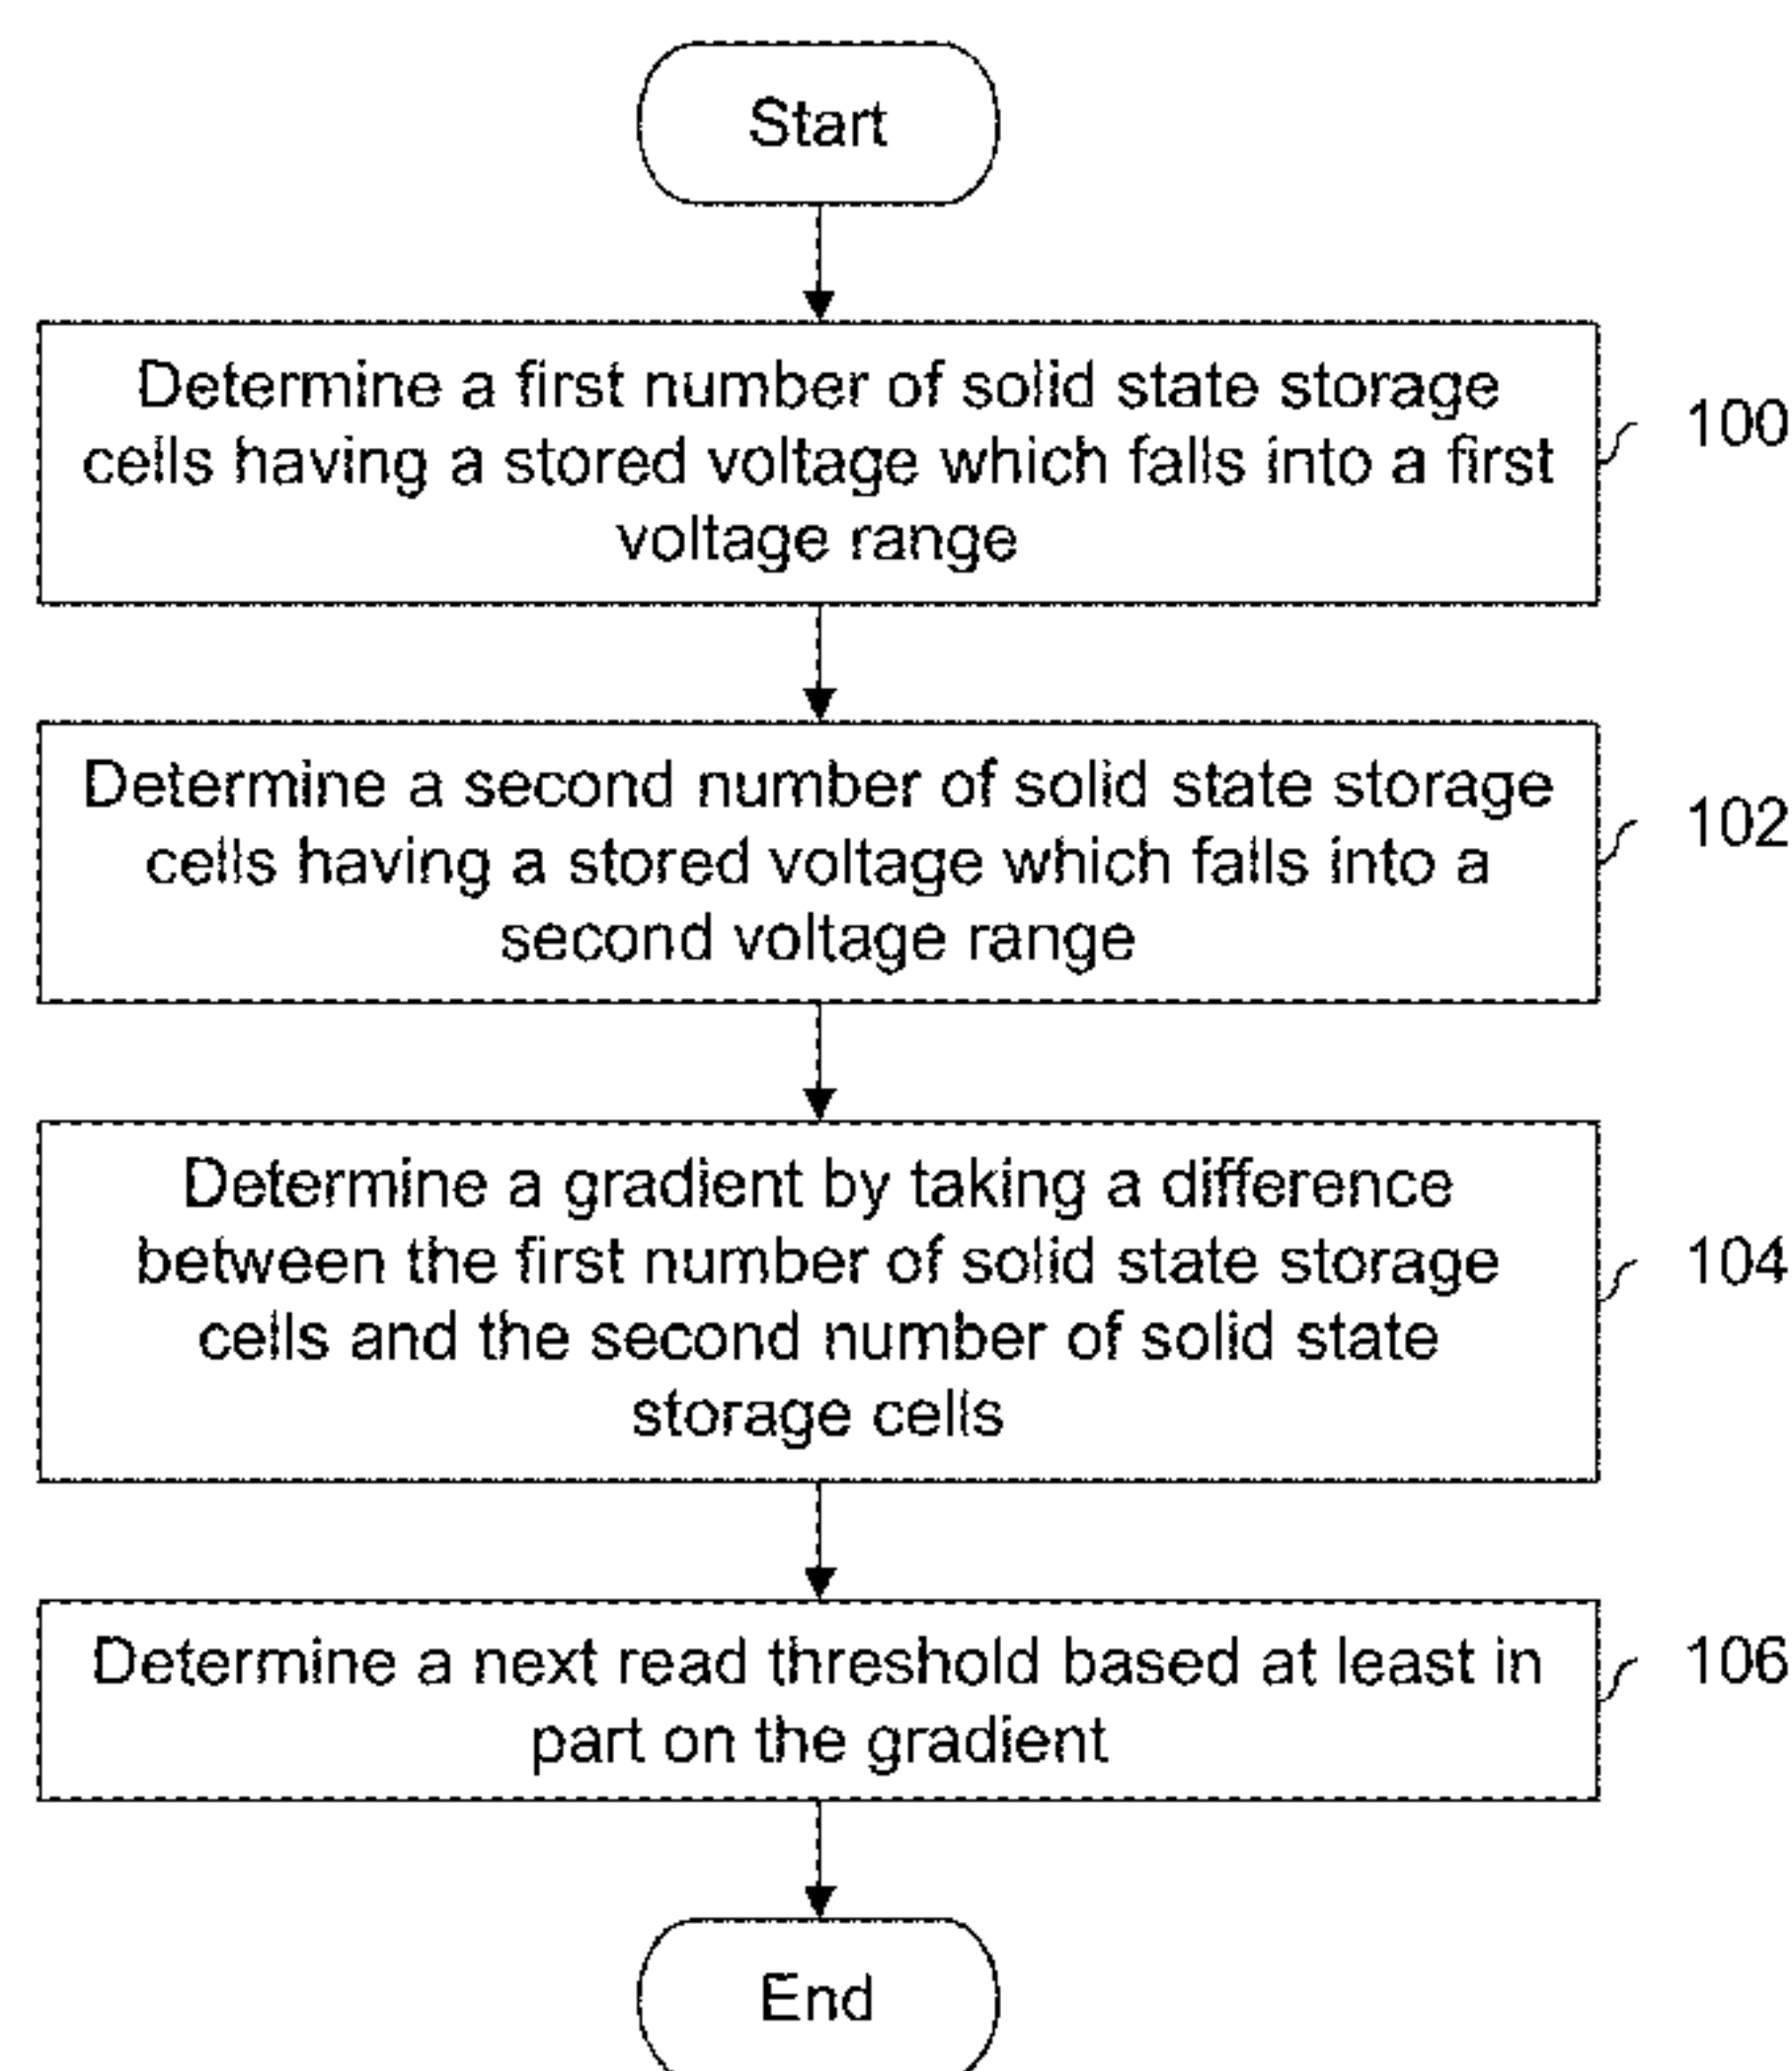 Start
Determine a first number of solid state storage
cells having a stored voltage which falls into a first
voltage range
100
Determine a second number of solid state storage
cells having a stored voltage which falls into a
second voltage range
102
Determine a gradient by taking a difference
between the first number of solid state storage
cells and the second number of solid state
storage cells
104
Determine a next read threshold based at least in
part on the gradient
106
End